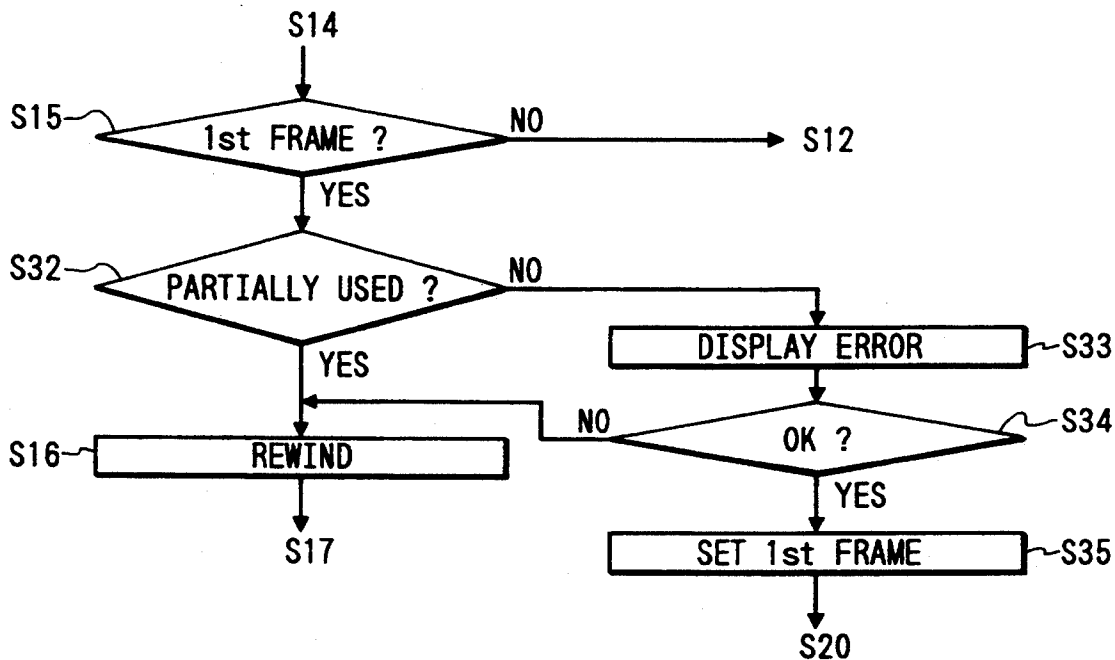 S14
S15
1st FRAME ?
NO
S12
YES
S32
PARTIALLY USED ?
NO
YES
DISPLAY ERROR
S33
NO
OK ?
S34
S16
REWIND
YES
S17
SET 1st FRAME
S35
S20